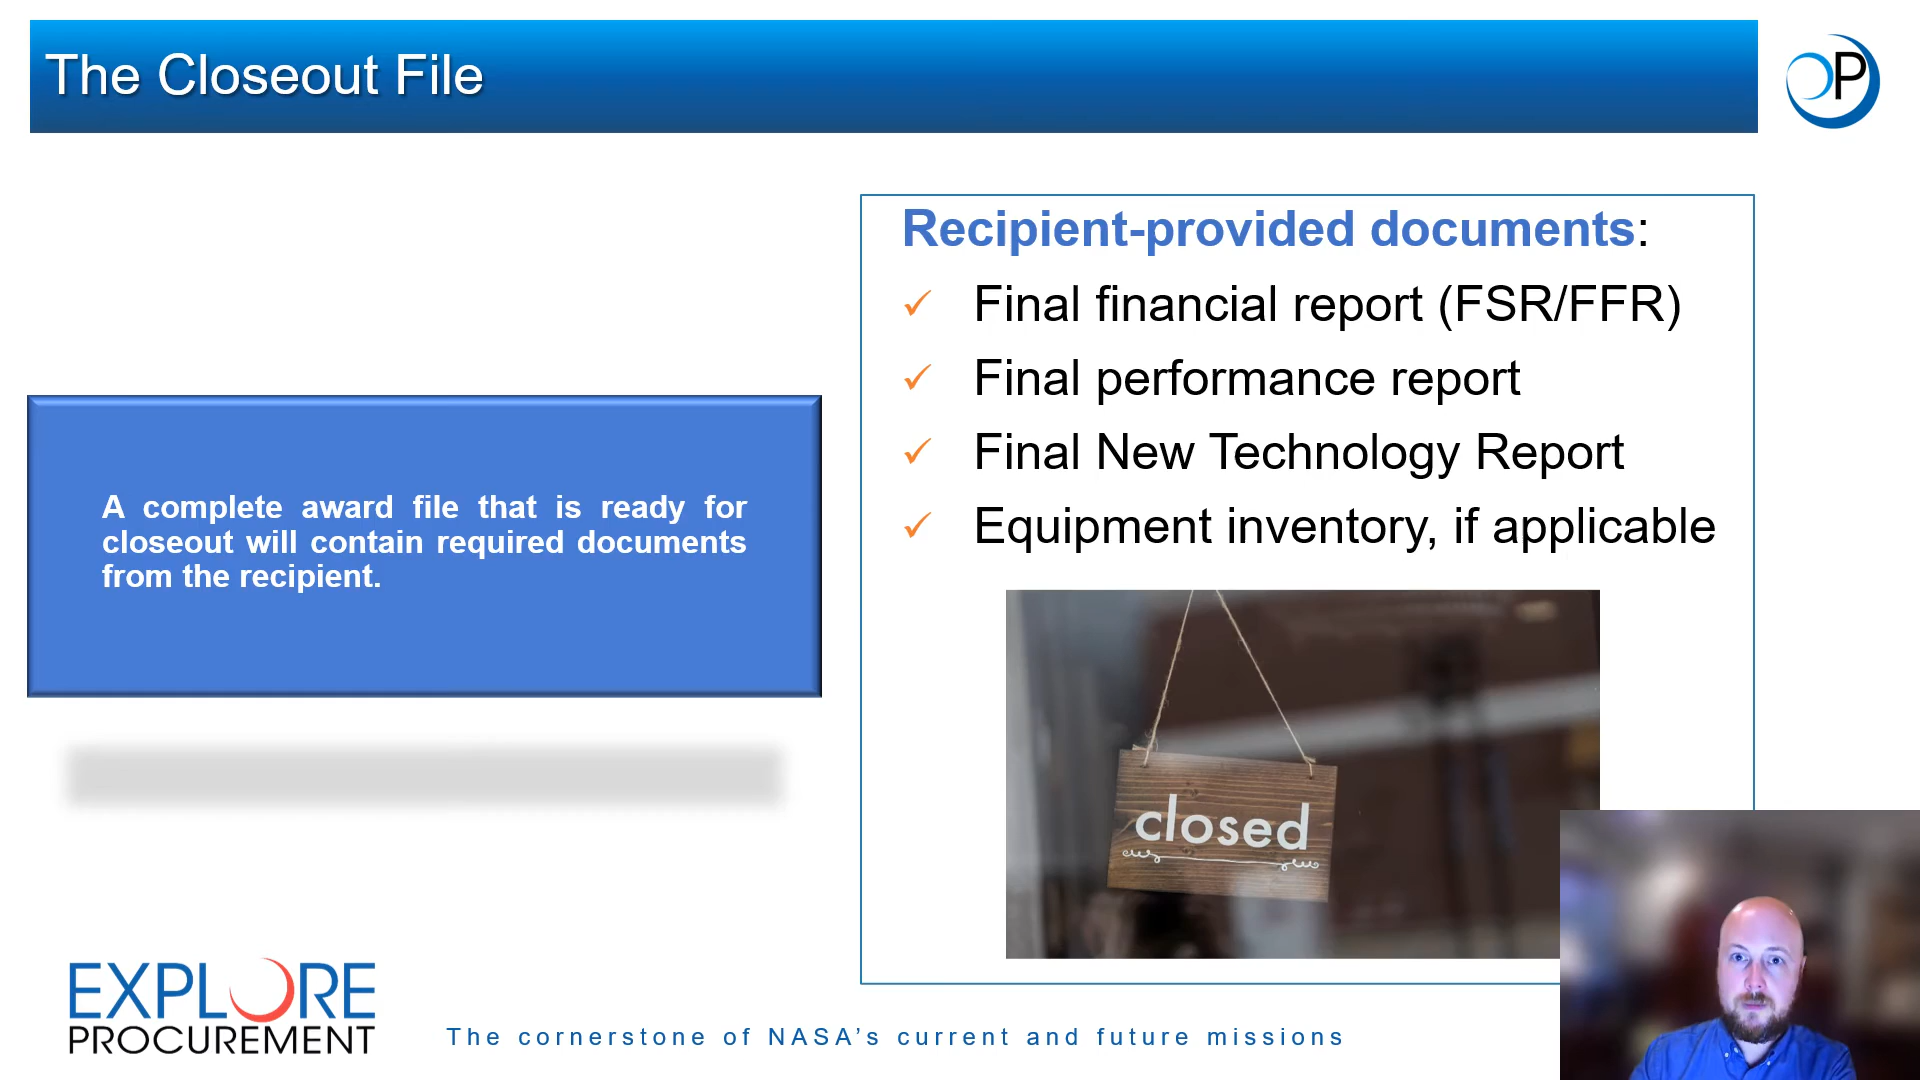 The Closeout File
OP
A complete award file that is ready for
closeout will contain required documents
from the recipient.
Recipient-provided documents:
✓ Final financial report (FSR/FFR)
✓ Final performance report
✓ Final New Technology Report
✓ Equipment inventory, if applicable
closed
EXPLORE
PROCUREMENT
The cornerstone of NASA’s current and future missions